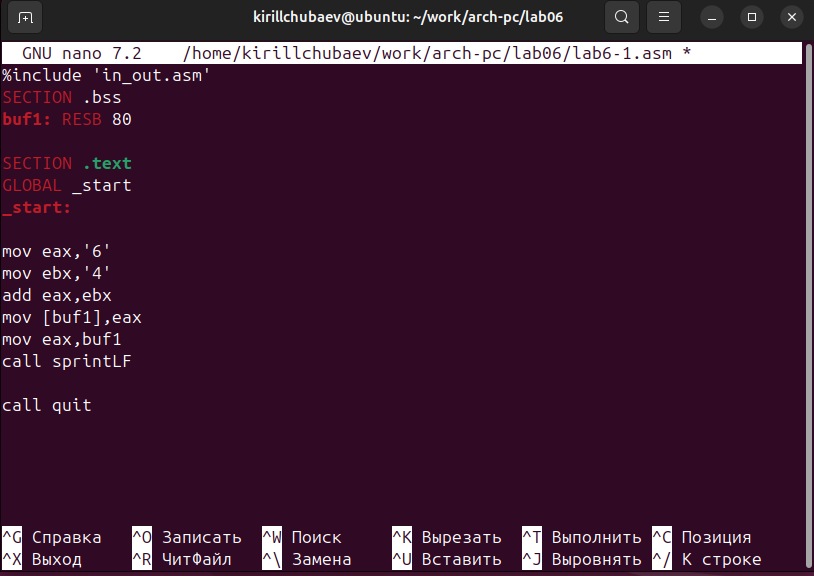 kirillchubaev@ubuntu: ~/work/arch-pc/lab06
GNU nano 7.2 /home/kirillchubaev/work/arch-pc/lab06/lab6-1.asm *
%include 'in_out.asm'
SECTION .bss
buf1: RESB 80
SECTION .text
GLOBAL _start
_start:
mov eax,'6'
mov ebx,'4'
add eax,ebx
mov [buf1],eax
mov eax,buf1
call sprintLF
call quit
^G Справка ^O Записать ^W Поиск ^K Вырезать ^T Выполнить ^C Позиция
^X Выход ^R ЧитФайл ^\ Замена ^U Вставить ^J Выровнять ^/ К строке